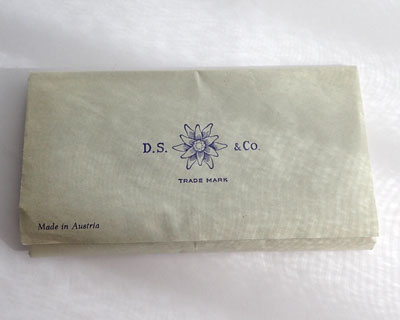 D.S. & Co.
TRADE MARK
Made in Austria